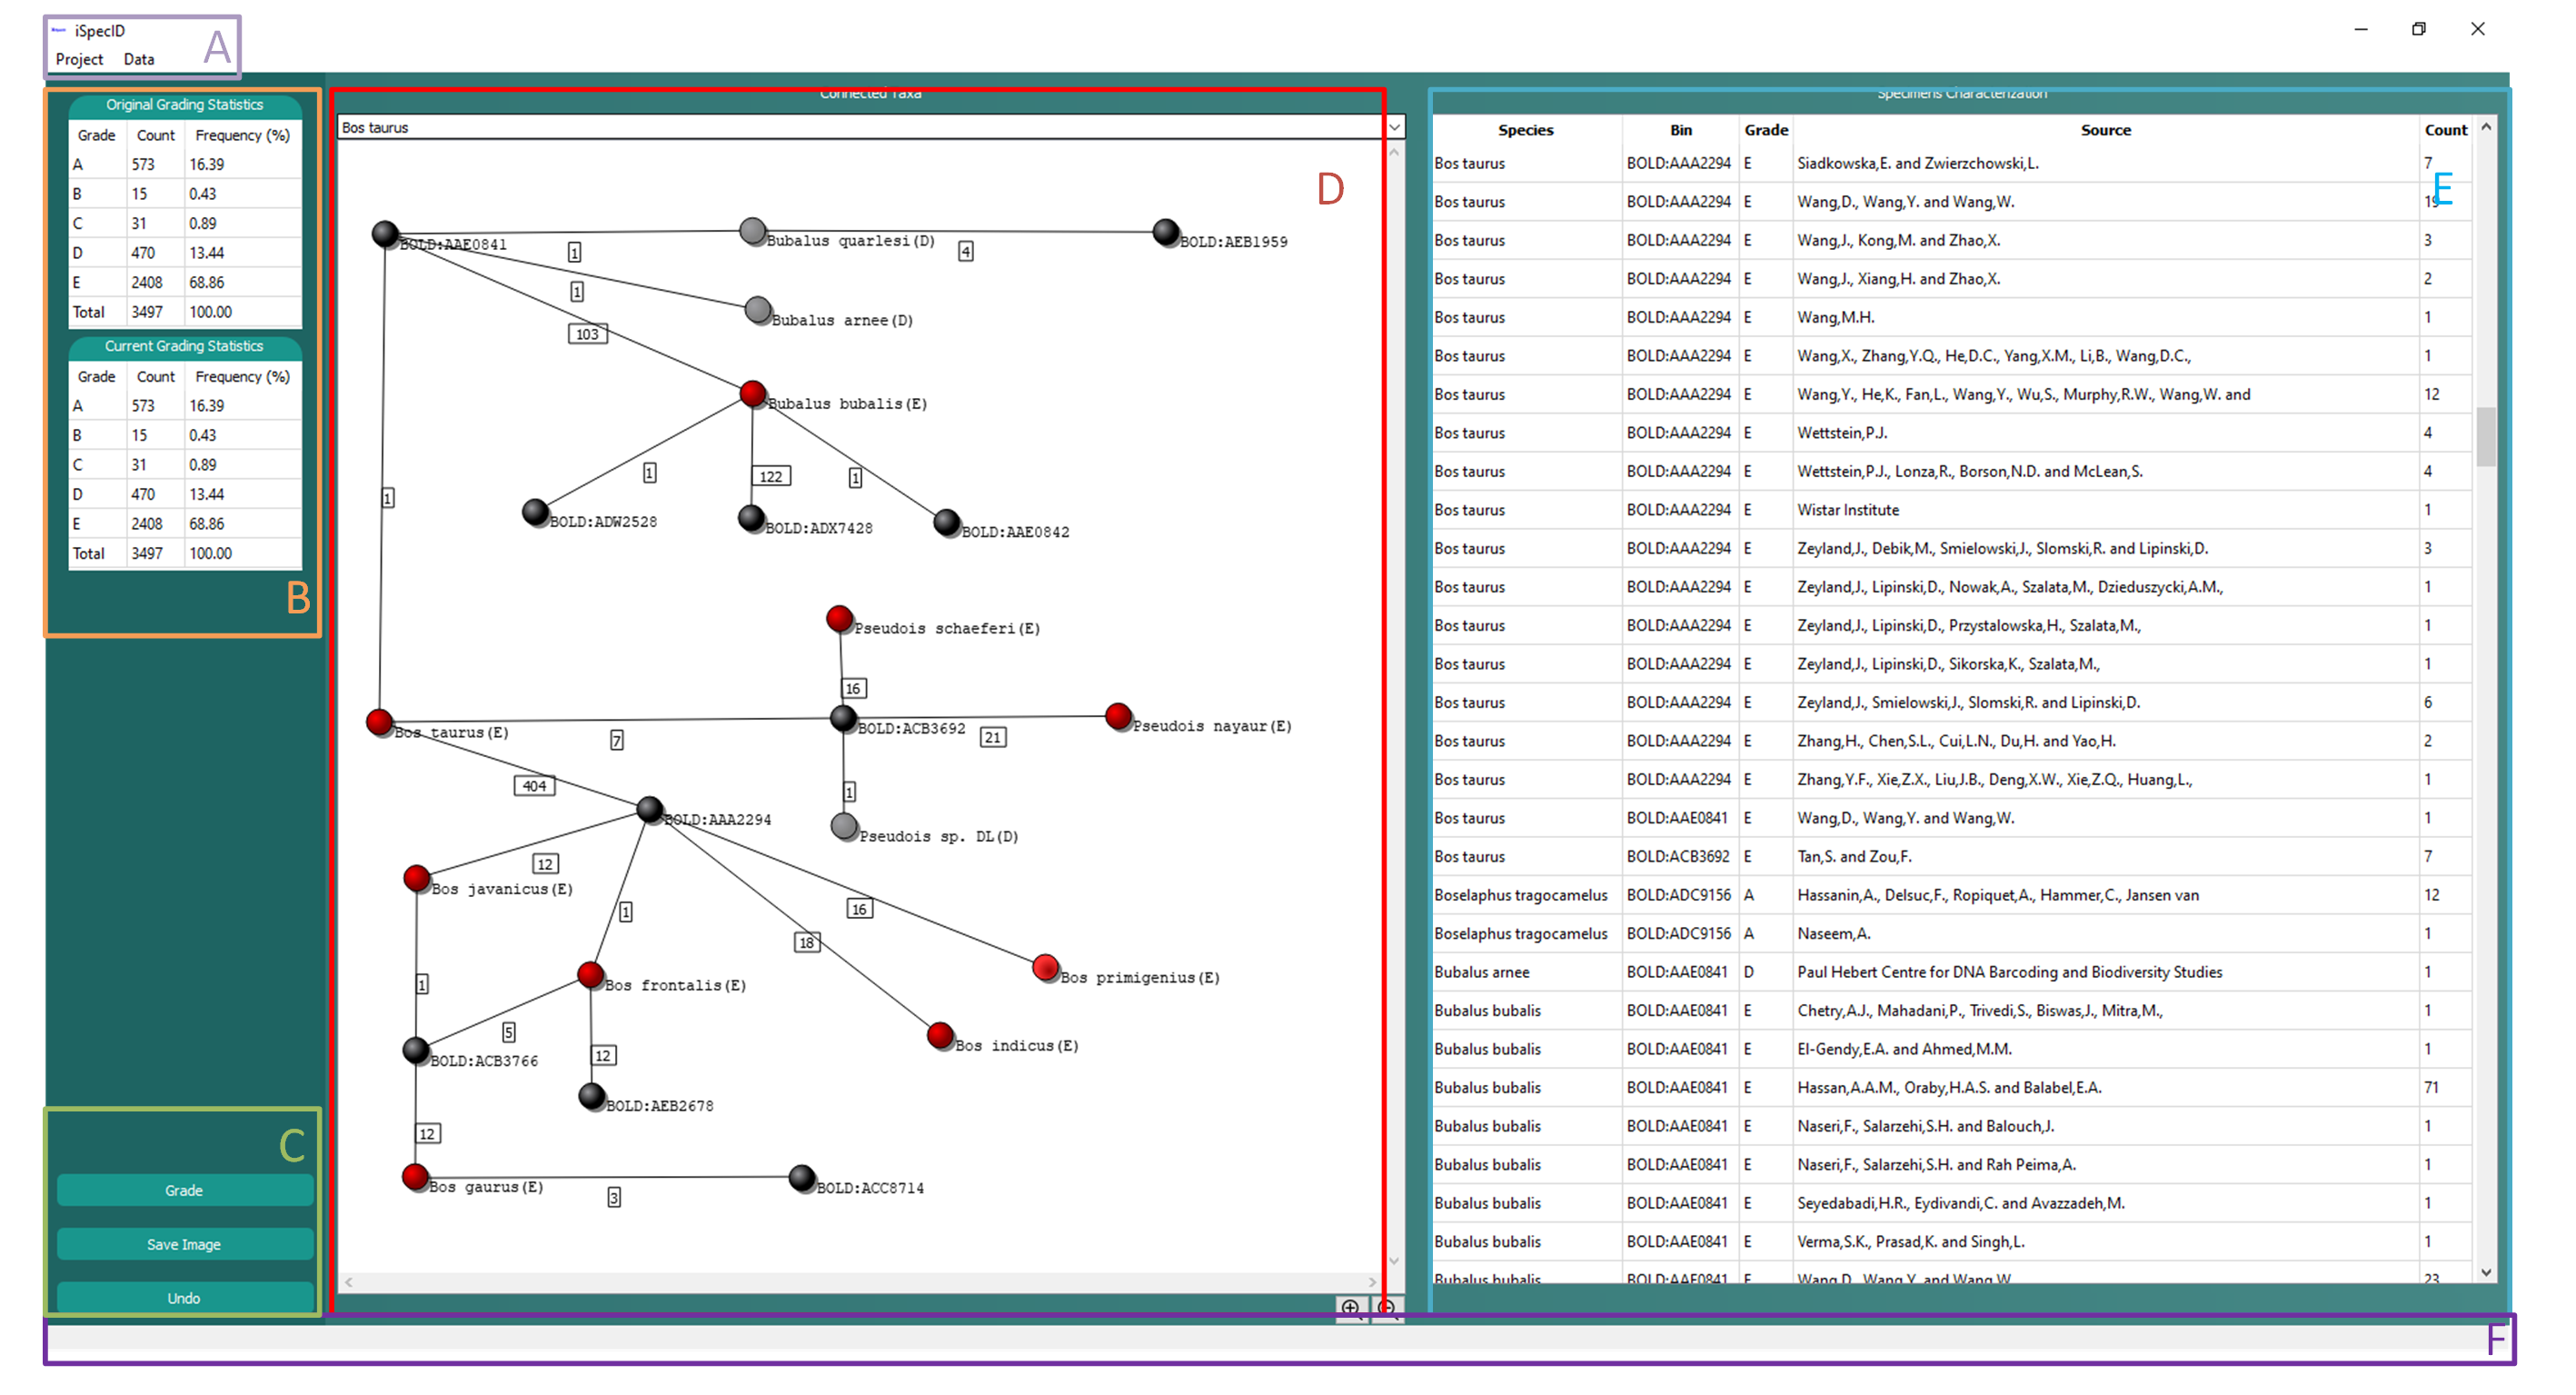 iSpecID
Project Data
A
Original Grading Statistics
Grade Count Frequency (%)
A 573 16.39
B 15 0.43
C 31 0.89
D 470 13.44
E 2408 68.86
Total 3497 100.00
Current Grading Statistics
Grade Count Frequency (%)
A 573 16.39
B 15 0.43
C 31 0.89
D 470 13.44
E 2408 68.86
Total 3497 100.00
B
C
Grade
Save Image
Undo
Connected Taxa
Bos taurus
D
BOLD:AAE0841
1
Bubalus quarlesi(D)
4
BOLD:AEB1959
1
Bubalus arnee(D)
103
Bubalus bubalis(E)
1
122
1
1
BOLD:ADW2528
BOLD:ADX7428
BOLD:AAE0842
Pseudois schaeferi(E)
16
Bos taurus(E)
7
BOLD:ACB3692
21
Pseudois nayaur(E)
404
1
BOLD:AAA2294
Pseudois sp. DL(D)
12
Bos javanicus(E)
1
16
18
1
Bos frontalis(E)
Bos primigenius(E)
5
12
Bos indicus(E)
BOLD:ACB3766
BOLD:AEB2678
12
Bos gaurus(E)
3
BOLD:ACC8714
Specimens Characterization
Species Bin Grade Source Count
Bos taurus BOLD:AAA2294 E Siadkowska,E. and Zwierzchowski,L. 7
E
Bos taurus BOLD:AAA2294 E Wang,D., Wang,Y. and Wang,W. 19
Bos taurus BOLD:AAA2294 E Wang,J., Kong,M. and Zhao,X. 3
Bos taurus BOLD:AAA2294 E Wang,J., Xiang,H. and Zhao,X. 2
Bos taurus BOLD:AAA2294 E Wang,M.H. 1
Bos taurus BOLD:AAA2294 E Wang,X., Zhang,Y.Q., He,D.C., Yang,X.M., Li,B., Wang,D.C., 1
Bos taurus BOLD:AAA2294 E Wang,Y., He,K., Fan,L., Wang,Y., Wu,S., Murphy,R.W., Wang,W. and 12
Bos taurus BOLD:AAA2294 E Wettstein,P.J. 4
Bos taurus BOLD:AAA2294 E Wettstein,P.J., Lonza,R., Borson,N.D. and McLean,S. 4
Bos taurus BOLD:AAA2294 E Wistar Institute 1
Bos taurus BOLD:AAA2294 E Zeyland,J., Debik,M., Smielowski,J., Slomski,R. and Lipinski,D. 3
Bos taurus BOLD:AAA2294 E Zeyland,J., Lipinski,D., Nowak,A., Szalata,M., Dzieduszycki,A.M., 1
Bos taurus BOLD:AAA2294 E Zeyland,J., Lipinski,D., Przystalowska,H., Szalata,M., 1
Bos taurus BOLD:AAA2294 E Zeyland,J., Lipinski,D., Sikorska,K., Szalata,M., 1
Bos taurus BOLD:AAA2294 E Zeyland,J., Smielowski,J., Slomski,R. and Lipinski,D. 6
Bos taurus BOLD:AAA2294 E Zhang,H., Chen,S.L., Cui,L.N., Du,H. and Yao,H. 2
Bos taurus BOLD:AAA2294 E Zhang,Y.F., Xie,Z.X., Liu,J.B., Deng,X.W., Xie,Z.Q., Huang,L., 1
Bos taurus BOLD:AAE0841 E Wang,D., Wang,Y. and Wang,W. 1
Bos taurus BOLD:ACB3692 E Tan,S. and Zou,F. 7
Boselaphus tragocamelus BOLD:ADC9156 A Hassanin,A., Delsuc,F., Ropiquet,A., Hammer,C., Jansen van 12
Boselaphus tragocamelus BOLD:ADC9156 A Naseem,A. 1
Bubalus arnee BOLD:AAE0841 D Paul Hebert Centre for DNA Barcoding and Biodiversity Studies 1
Bubalus bubalis BOLD:AAE0841 E Chetry,A.J., Mahadani,P., Trivedi,S., Biswas,J., Mitra,M., 1
Bubalus bubalis BOLD:AAE0841 E El-Gendy,E.A. and Ahmed,M.M. 1
Bubalus bubalis BOLD:AAE0841 E Hassan,A.A.M., Oraby,H.A.S. and Balabel,E.A. 71
Bubalus bubalis BOLD:AAE0841 E Naseri,F., Salarzehi,S.H. and Balouch,J. 1
Bubalus bubalis BOLD:AAE0841 E Naseri,F., Salarzehi,S.H. and Rah Peima,A. 1
Bubalus bubalis BOLD:AAE0841 E Seyedabadi,H.R., Eydivandi,C. and Avazzadeh,M. 1
Bubalus bubalis BOLD:AAE0841 E Verma,S.K., Prasad,K. and Singh,L. 1
Bubalus bubalis BOLD:AAE0841 E Wang,D., Wang,Y. and Wang,W. 23
F